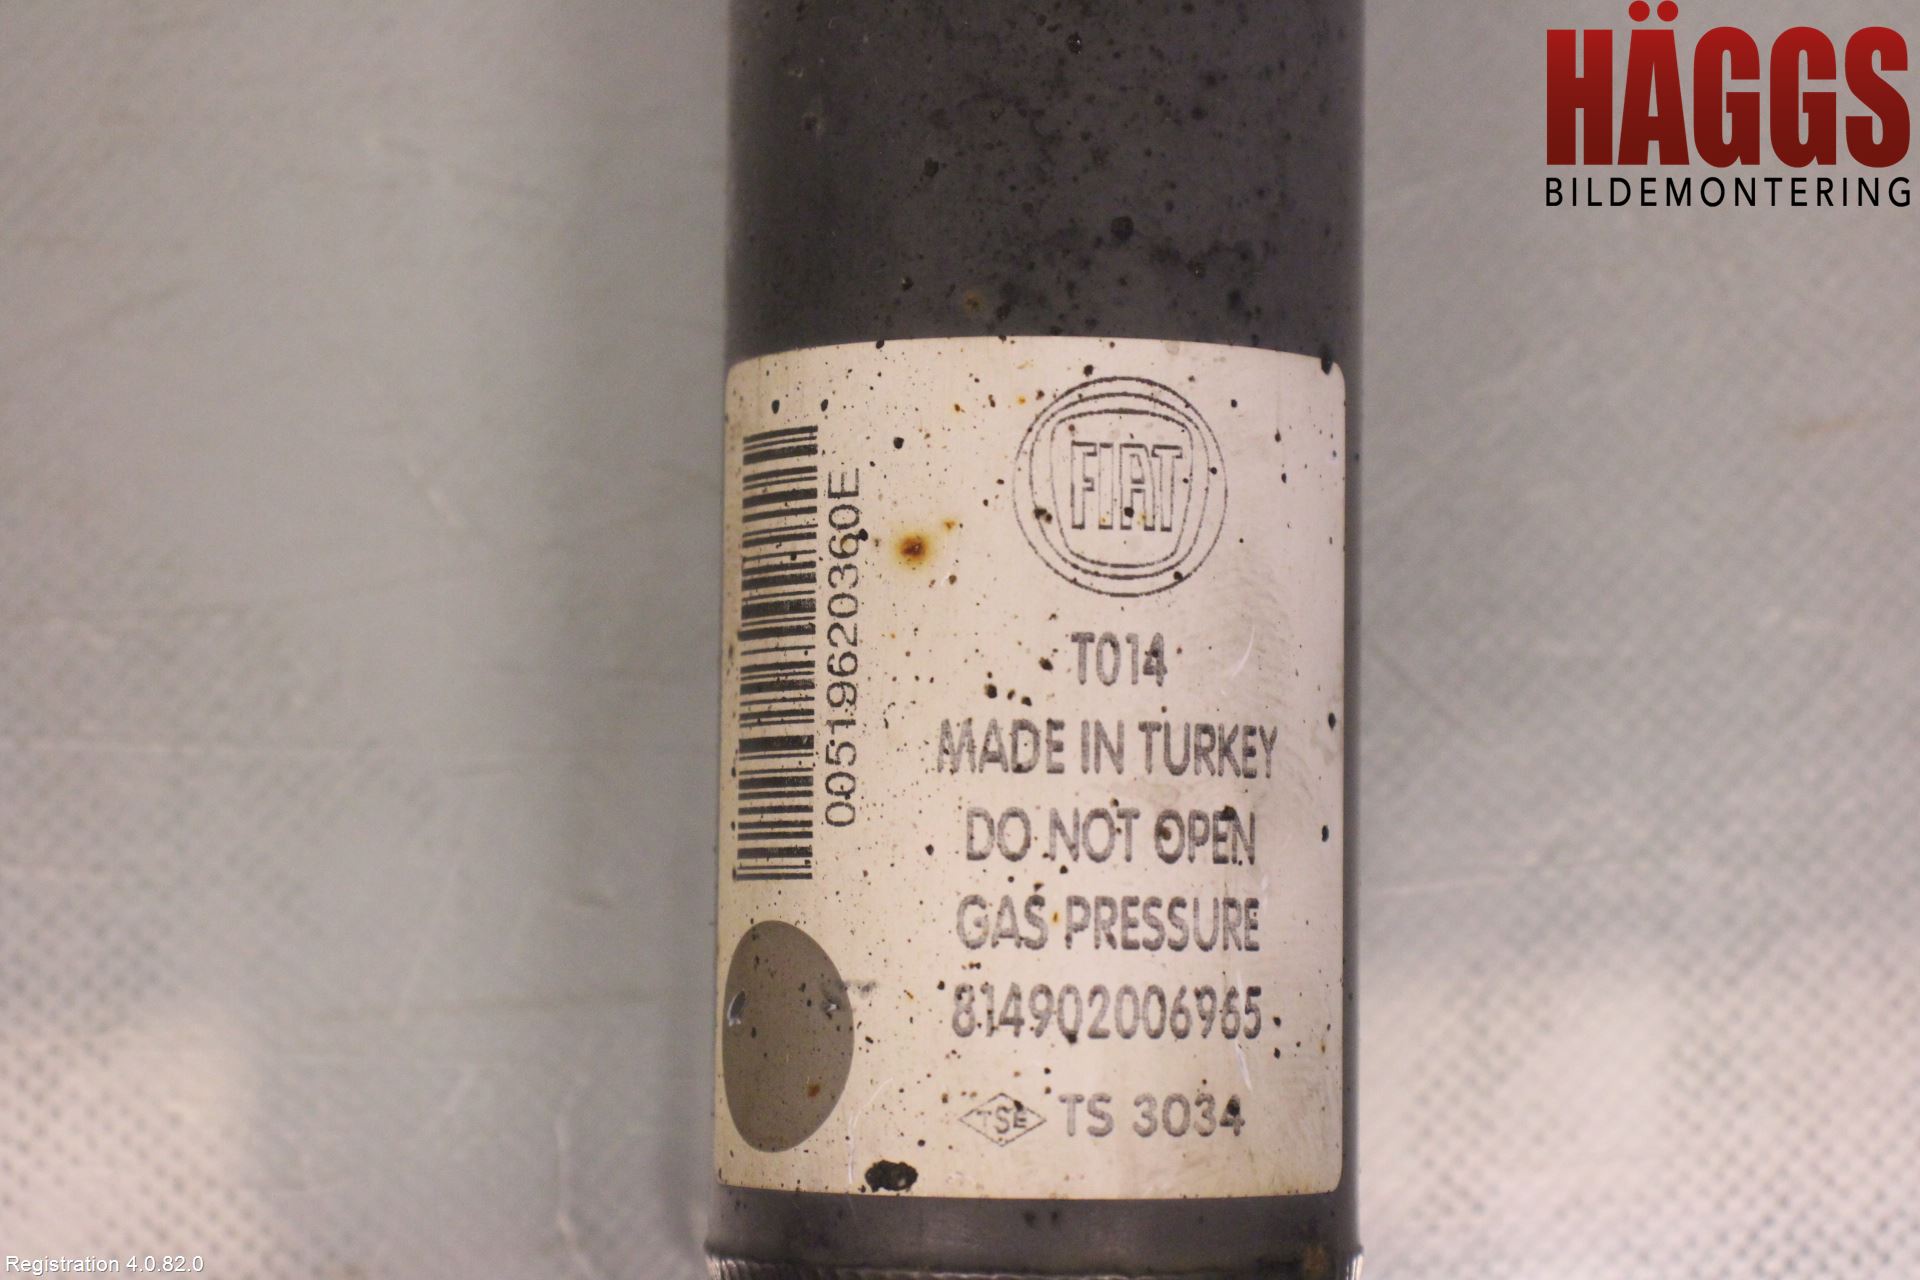 HÄGGS
BILDEMONTERING
FIAT
00519620360E
T014
MADE IN TURKEY
DO NOT OPEN
GAS PRESSURE
814902006965
TSE TS 3034
Registration 4.0.82.0